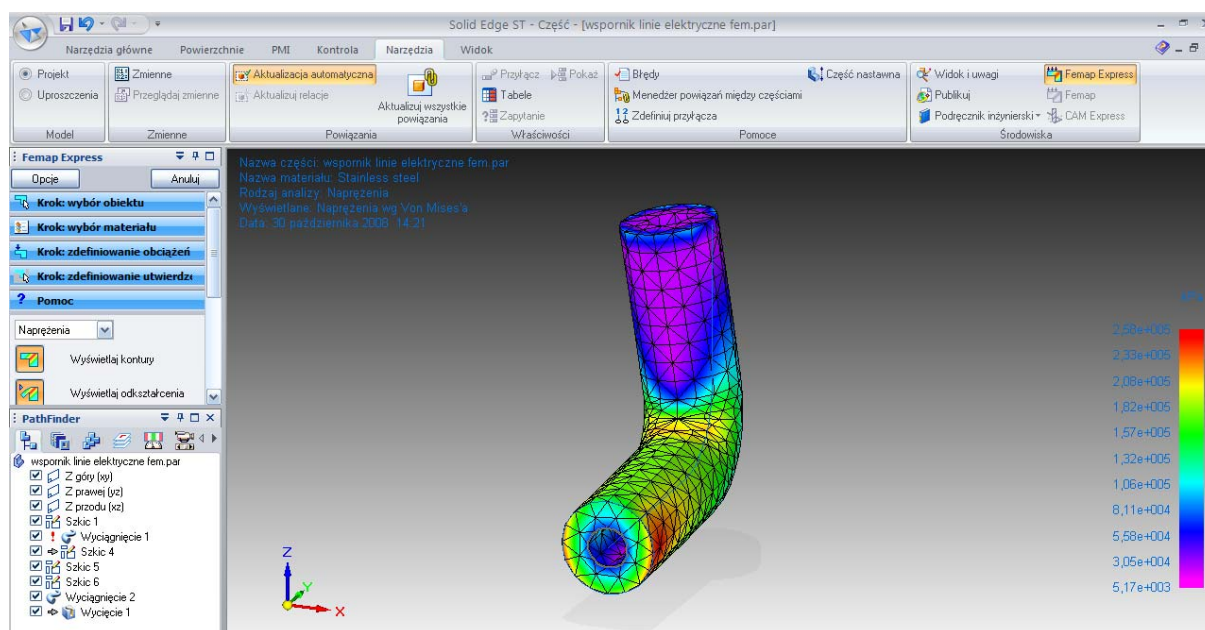 Solid Edge ST - Część - [wspornik linie elektryczne fem.par]
Narzędzia główne Powierzchnie PMI Kontrola Narzędzia Widok
Projekt
Uproszczenia
Model
Zmienne
Przeglądaj zmienne
Zmienne
Aktualizacja automatyczna
Aktualizuj relacje
Aktualizuj wszystkie
powiązania
Powiązania
Przyłącz Pokaż
Tabele
Zapytanie
Właściwości
Błędy
Menedżer powiązań między częściami
Zdefiniuj przyłącza
Część nastawna
Pomoce
Widok i uwagi
Publikuj
Podręcznik inżynierski
Femap Express
Femap
CAM Express
Środowiska
Femap Express
Opcje Anuluj
Krok: wybór obiektu
Krok: wybór materiału
Krok: zdefiniowanie obciążeń
Krok: zdefiniowanie utwierdze
Pomoc
Naprężenia
Wyświetlaj kontury
Wyświetlaj odkształcenia
PathFinder
wspornik linie elektryczne fem.par
Z góry (xy)
Z prawej (yz)
Z przodu (xz)
Szkic 1
Wyciągnięcie 1
Szkic 4
Szkic 5
Szkic 6
Wyciągnięcie 2
Wycięcie 1
Nazwa części: wspornik linie elektryczne fem.par
Nazwa materiału: Stainless steel
Rodzaj analizy: Naprężenia
Wyświetlane: Naprężenia wg Von Mises'a
Data: 30 października 2008 14:21
2,58e+005
2,33e+005
2,08e+005
1,82e+005
1,57e+005
1,32e+005
1,06e+005
8,11e+004
5,58e+004
3,05e+004
5,17e+003
Z
Y
X